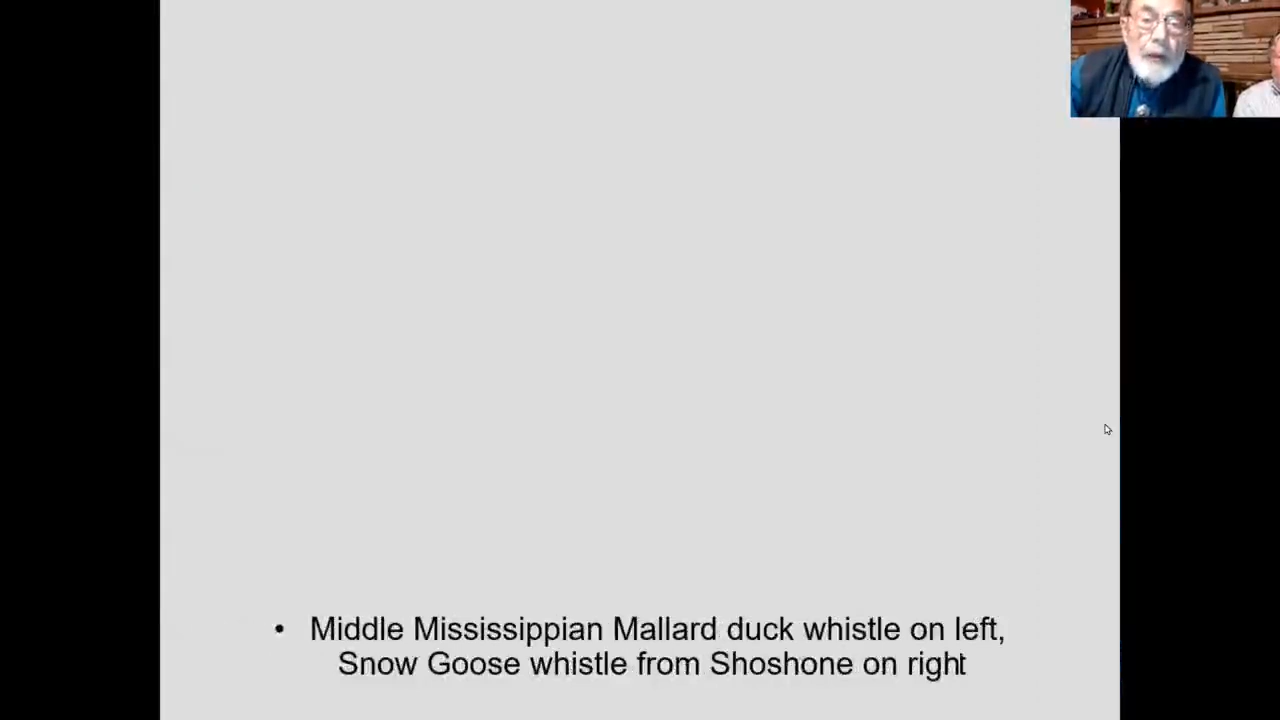 • Middle Mississippian Mallard duck whistle on left,
Snow Goose whistle from Shoshone on right